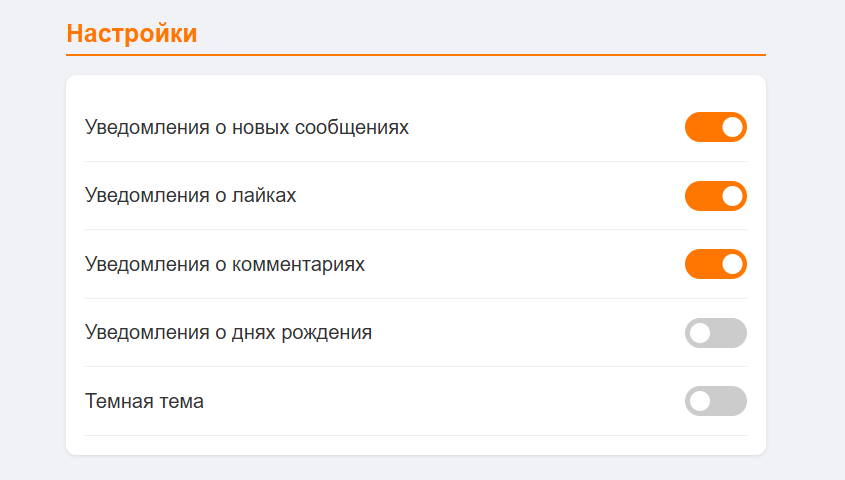 Настройки
Уведомления о новых сообщениях
Уведомления о лайках
Уведомления о комментариях
Уведомления о днях рождения
Темная тема